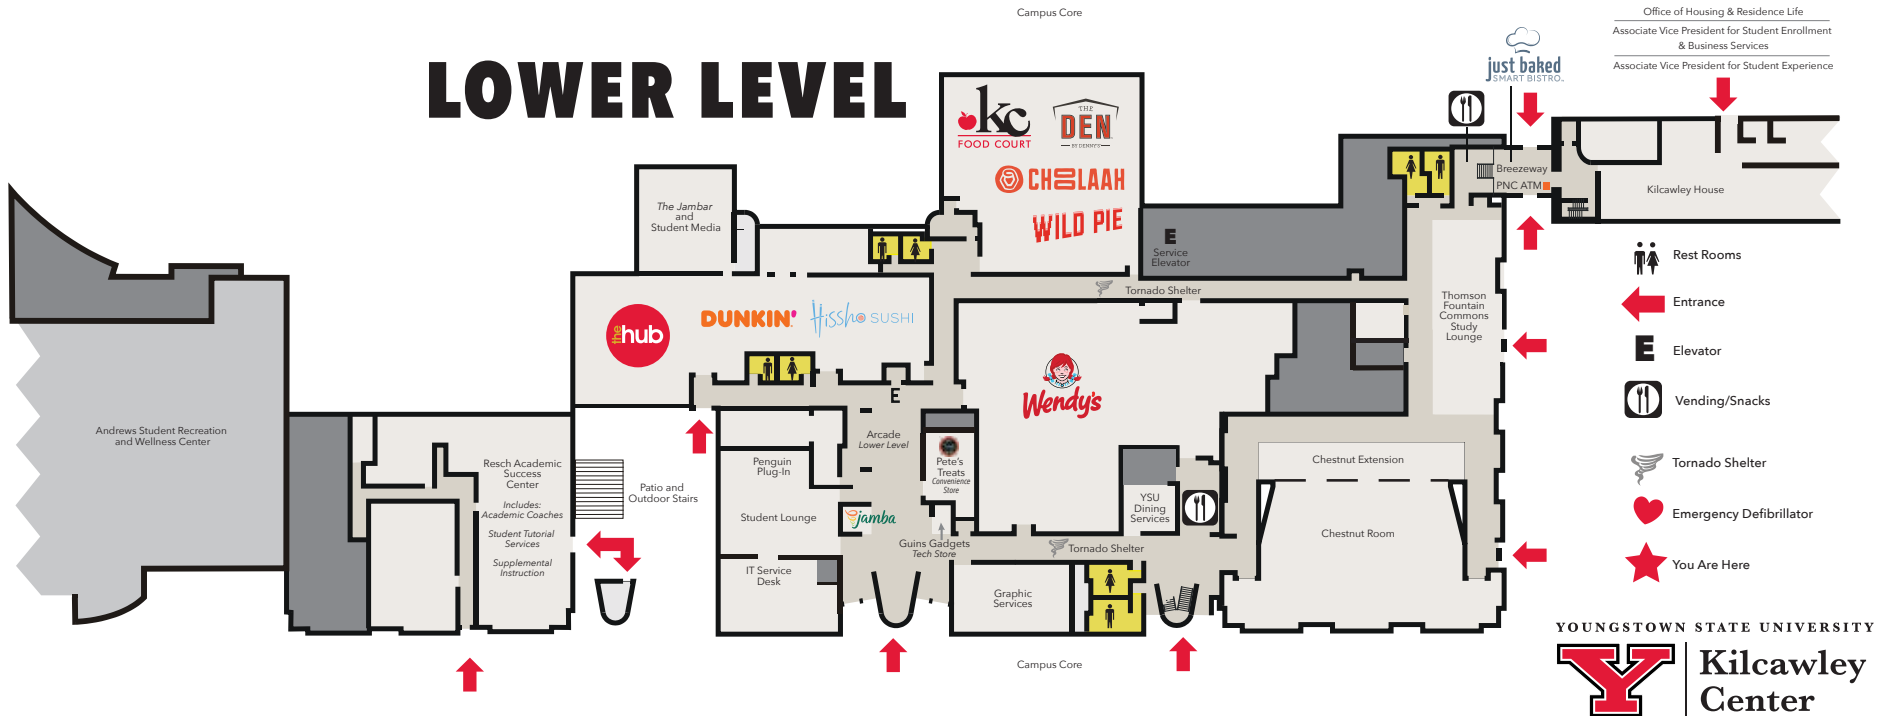 Campus Core
LOWER LEVEL
Office of Housing & Residence Life
Associate Vice President for Student Enrollment
& Business Services
Associate Vice President for Student Experience
just baked
SMART BISTRO
kc
FOOD COURT
THE
DEN
BY DENNY'S
CHOOLAAH
WILD PIE
Breezeway
PNC ATM
Kilcawley House
The Jambar
and
Student Media
E
Service
Elevator
Tornado Shelter
the hub
DUNKIN'
Hissho SUSHI
Thomson
Fountain
Commons
Study
Lounge
Rest Rooms
Entrance
E
Elevator
Vending/Snacks
Tornado Shelter
Emergency Defibrillator
You Are Here
Wendy's
E
Andrews Student Recreation
and Wellness Center
Resch Academic
Success
Center
Includes:
Academic Coaches
Student Tutorial
Services
Supplemental
Instruction
Patio and
Outdoor Stairs
Arcade
Lower Level
Penguin
Plug-In
Student Lounge
Pete's
Treats
Convenience
Store
jamba
Guins Gadgets
Tech Store
IT Service
Desk
YSU
Dining
Services
Tornado Shelter
Graphic
Services
Chestnut Extension
Chestnut Room
Campus Core
YOUNGSTOWN STATE UNIVERSITY
Y
Kilcawley
Center